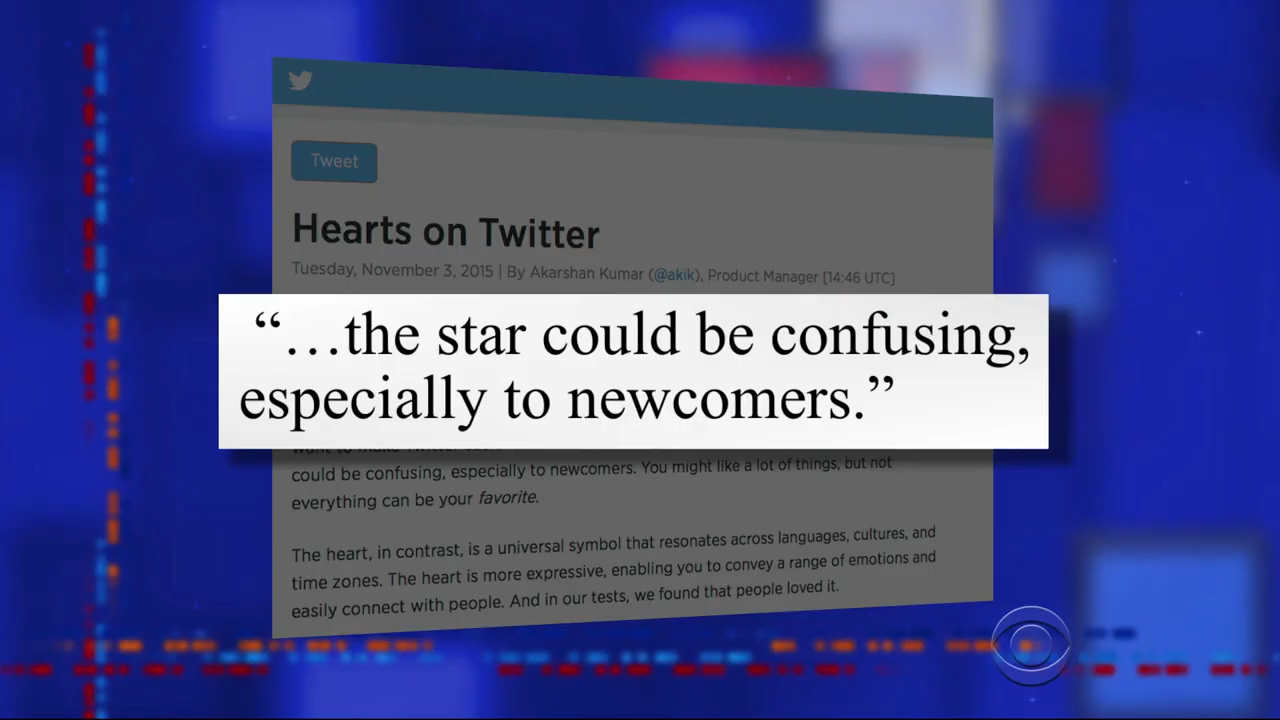 Tweet
Hearts on Twitter
Tuesday, November 3, 2015 | By Akarshan Kumar (@akik), Product Manager [14:46 UTC]
“…the star could be confusing,
especially to newcomers.”
want to make Twitter
could be confusing, especially to newcomers. You might like a lot of things, but not
everything can be your favorite.
The heart, in contrast, is a universal symbol that resonates across languages, cultures, and
time zones. The heart is more expressive, enabling you to convey a range of emotions and
easily connect with people. And in our tests, we found that people loved it.